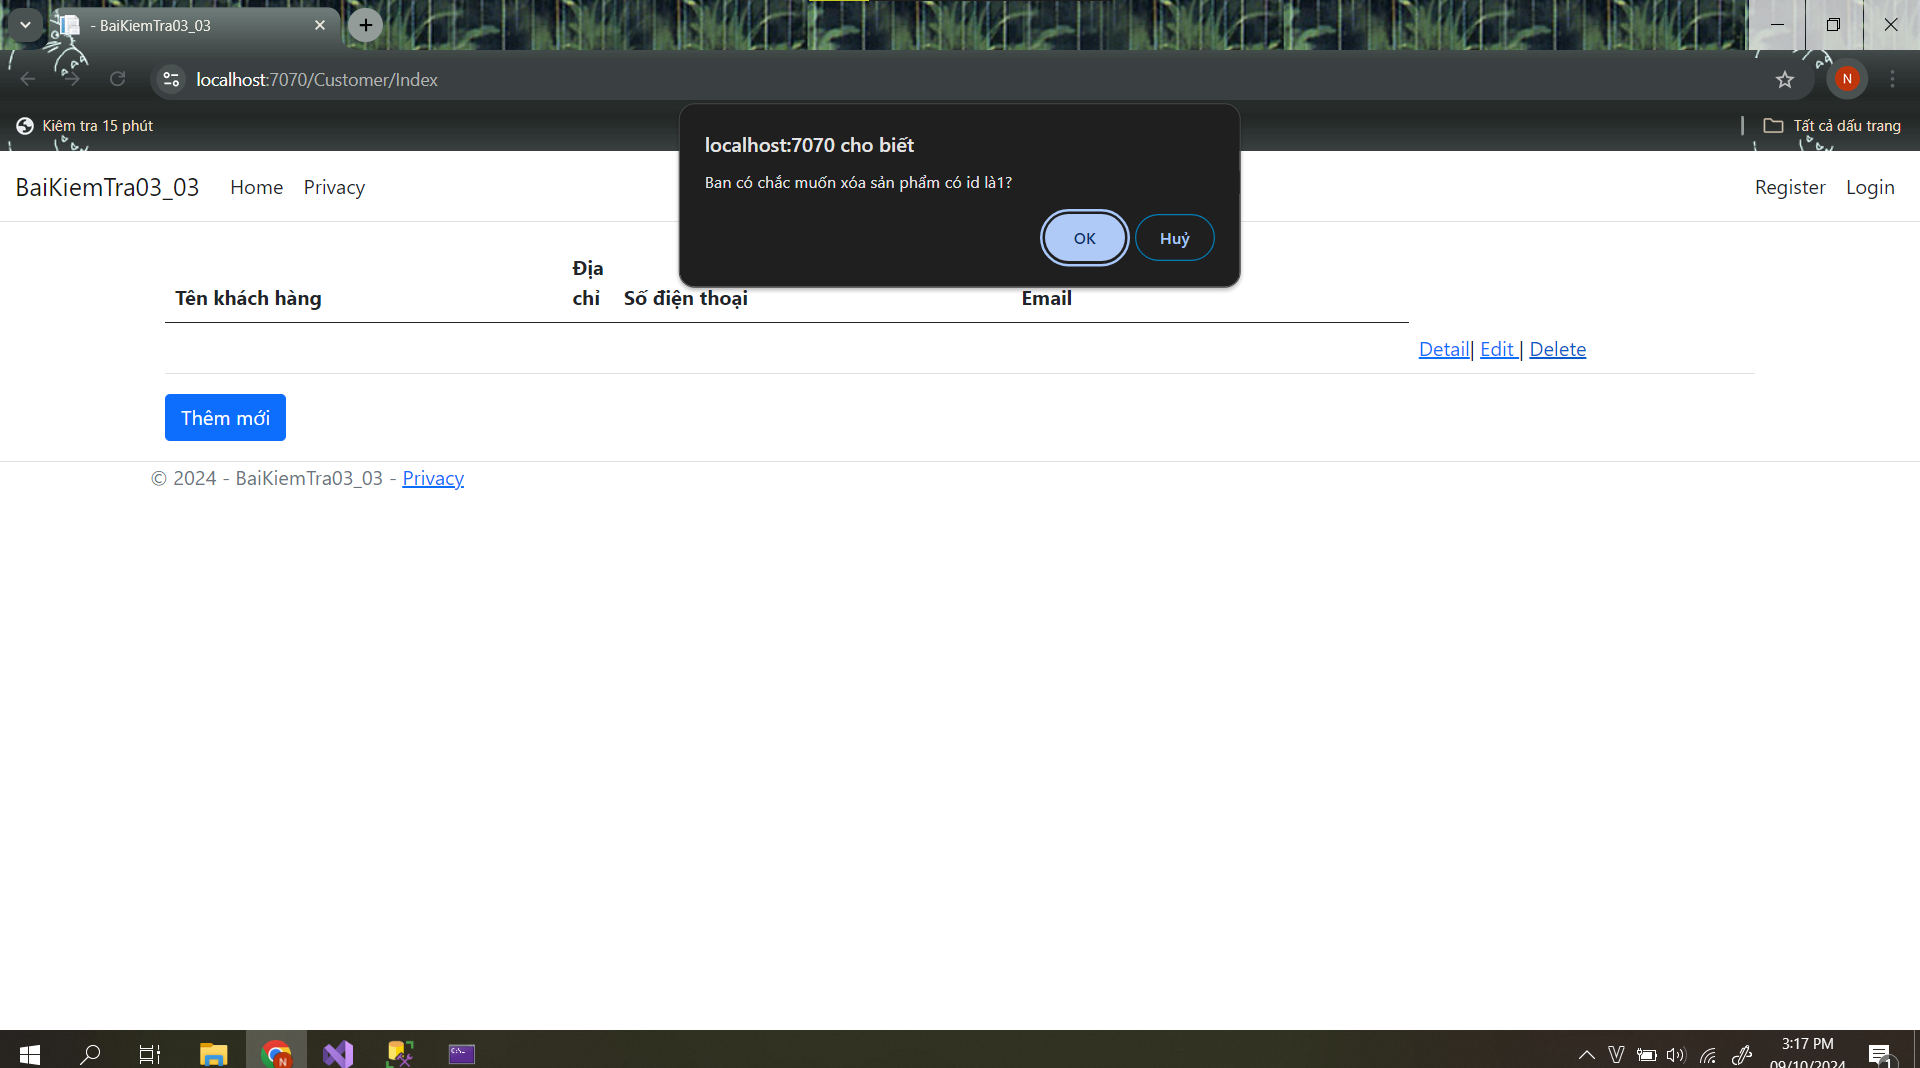 - BaiKiemTra03_03
localhost:7070/Customer/Index
N
Kiêm tra 15 phút
Tất cả dấu trang
localhost:7070 cho biết
Ban có chắc muốn xóa sản phẩm có id là1?
OK
Huỷ
BaiKiemTra03_03 Home Privacy
Register Login
Tên khách hàng
Địa
chỉ
Số điện thoại
Email
Detail| Edit | Delete
Thêm mới
© 2024 - BaiKiemTra03_03 - Privacy
3:17 PM
09/10/2024
1